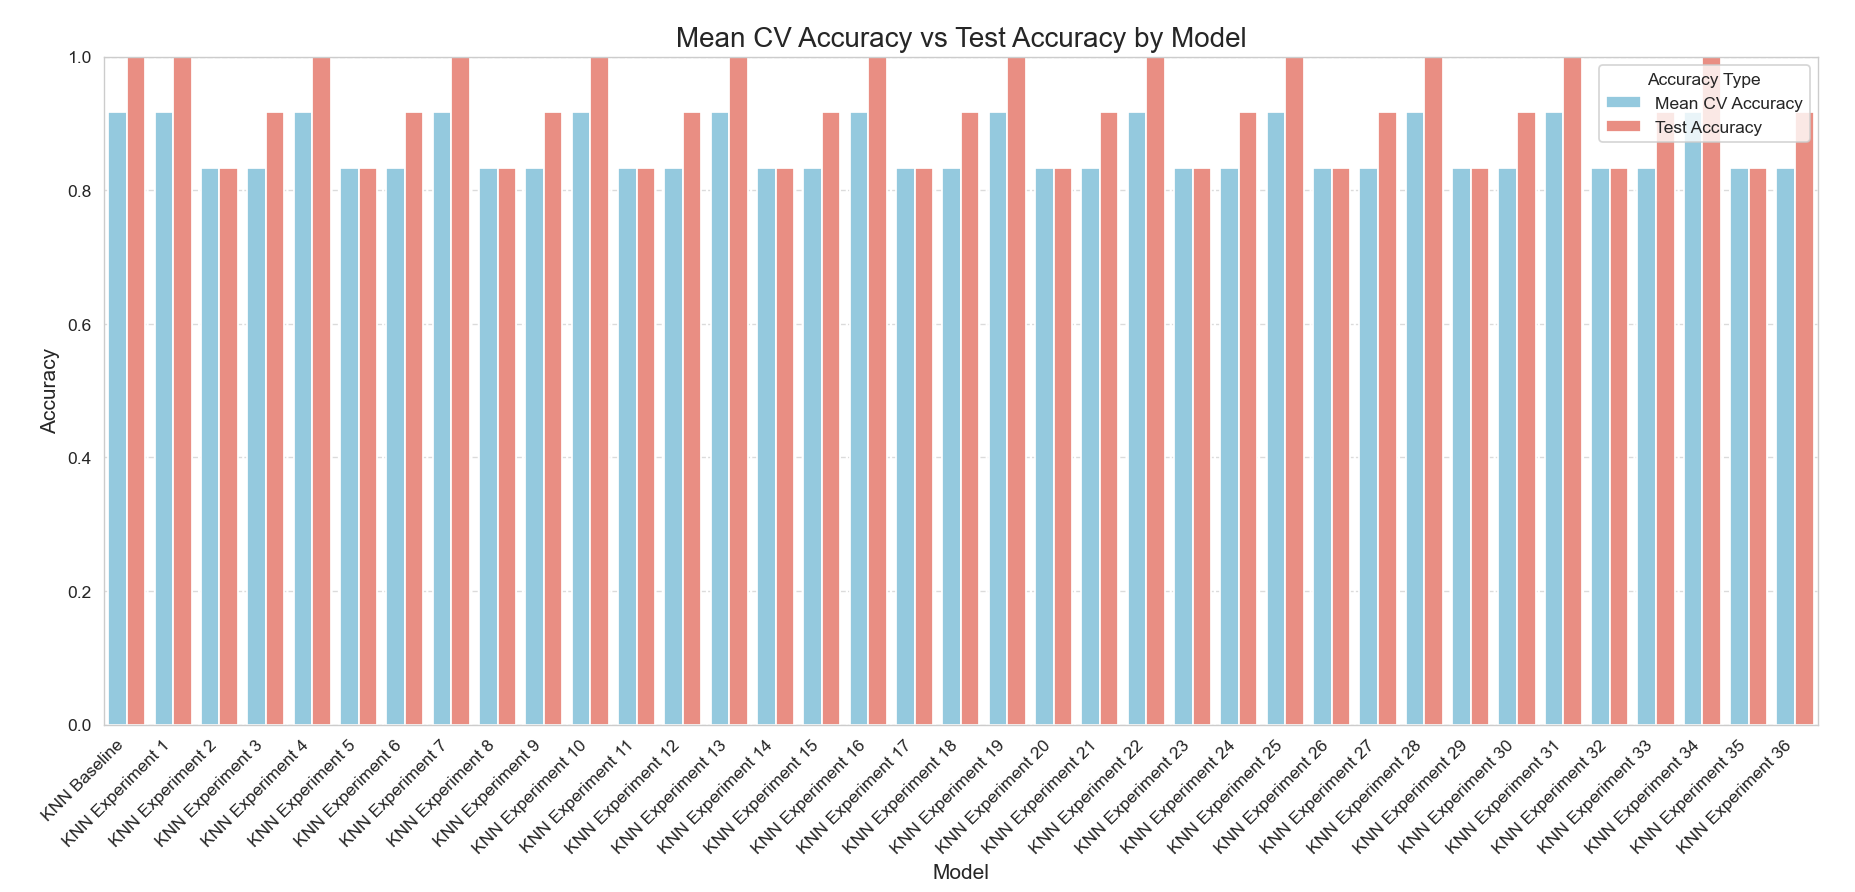 Mean CV Accuracy vs Test Accuracy by Model
Accuracy Type
Mean CV Accuracy
Test Accuracy
1.0
0.8
0.6
0.4
0.2
0.0
Accuracy
KNN Baseline
KNN Experiment 1
KNN Experiment 2
KNN Experiment 3
KNN Experiment 4
KNN Experiment 5
KNN Experiment 6
KNN Experiment 7
KNN Experiment 8
KNN Experiment 9
KNN Experiment 10
KNN Experiment 11
KNN Experiment 12
KNN Experiment 13
KNN Experiment 14
KNN Experiment 15
KNN Experiment 16
KNN Experiment 17
KNN Experiment 18
KNN Experiment 19
KNN Experiment 20
KNN Experiment 21
KNN Experiment 22
KNN Experiment 23
KNN Experiment 24
KNN Experiment 25
KNN Experiment 26
KNN Experiment 27
KNN Experiment 28
KNN Experiment 29
KNN Experiment 30
KNN Experiment 31
KNN Experiment 32
KNN Experiment 33
KNN Experiment 34
KNN Experiment 35
KNN Experiment 36
Model